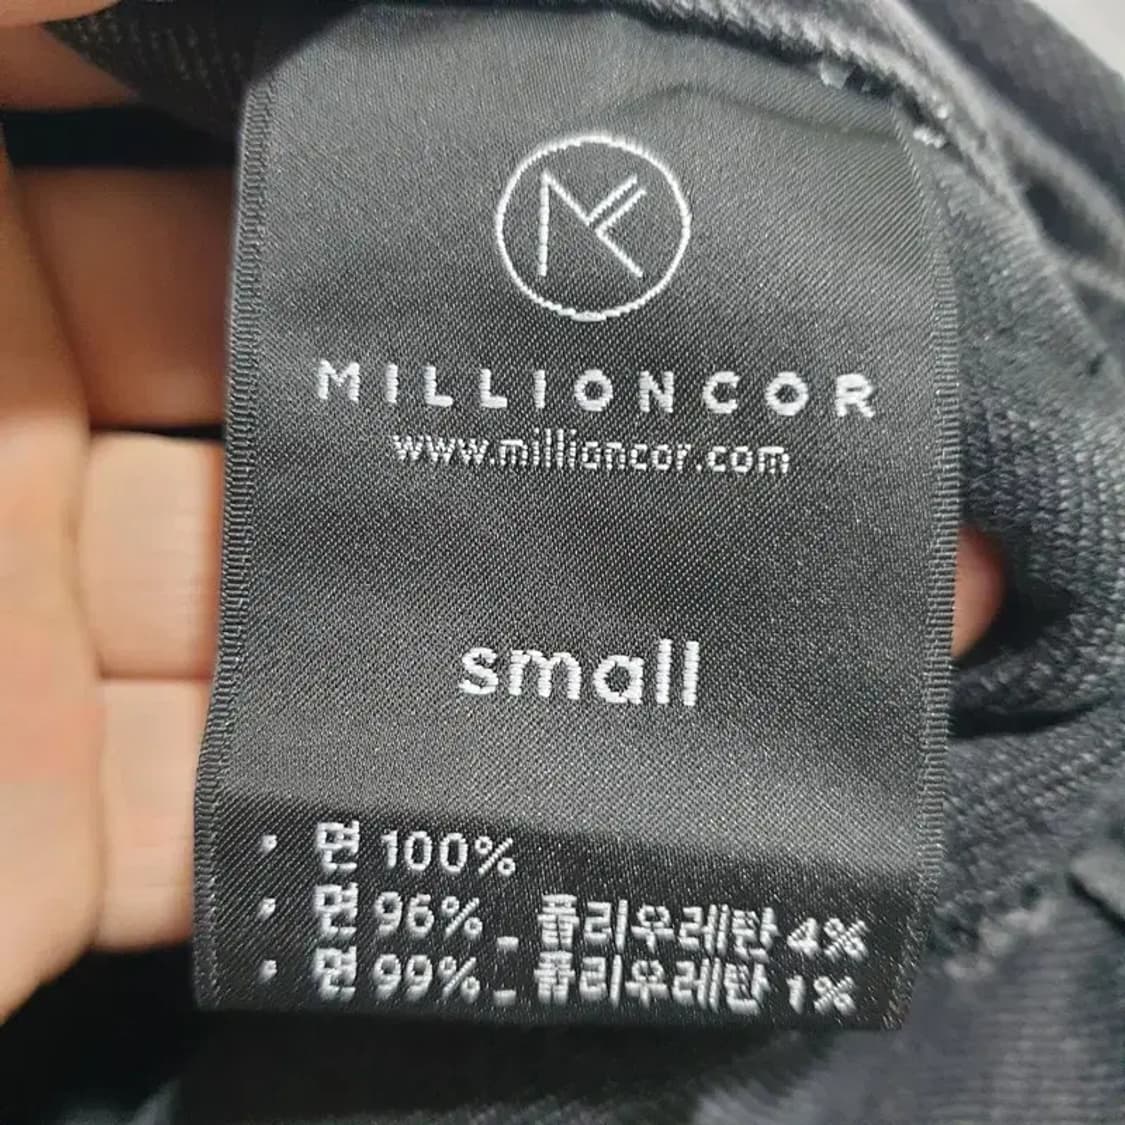 MILLIONCOR
www.millioncor.com
small
· 면 100%
· 면 96% _ 폴리우레탄 4%
· 면 99% _ 폴리우레탄 1%